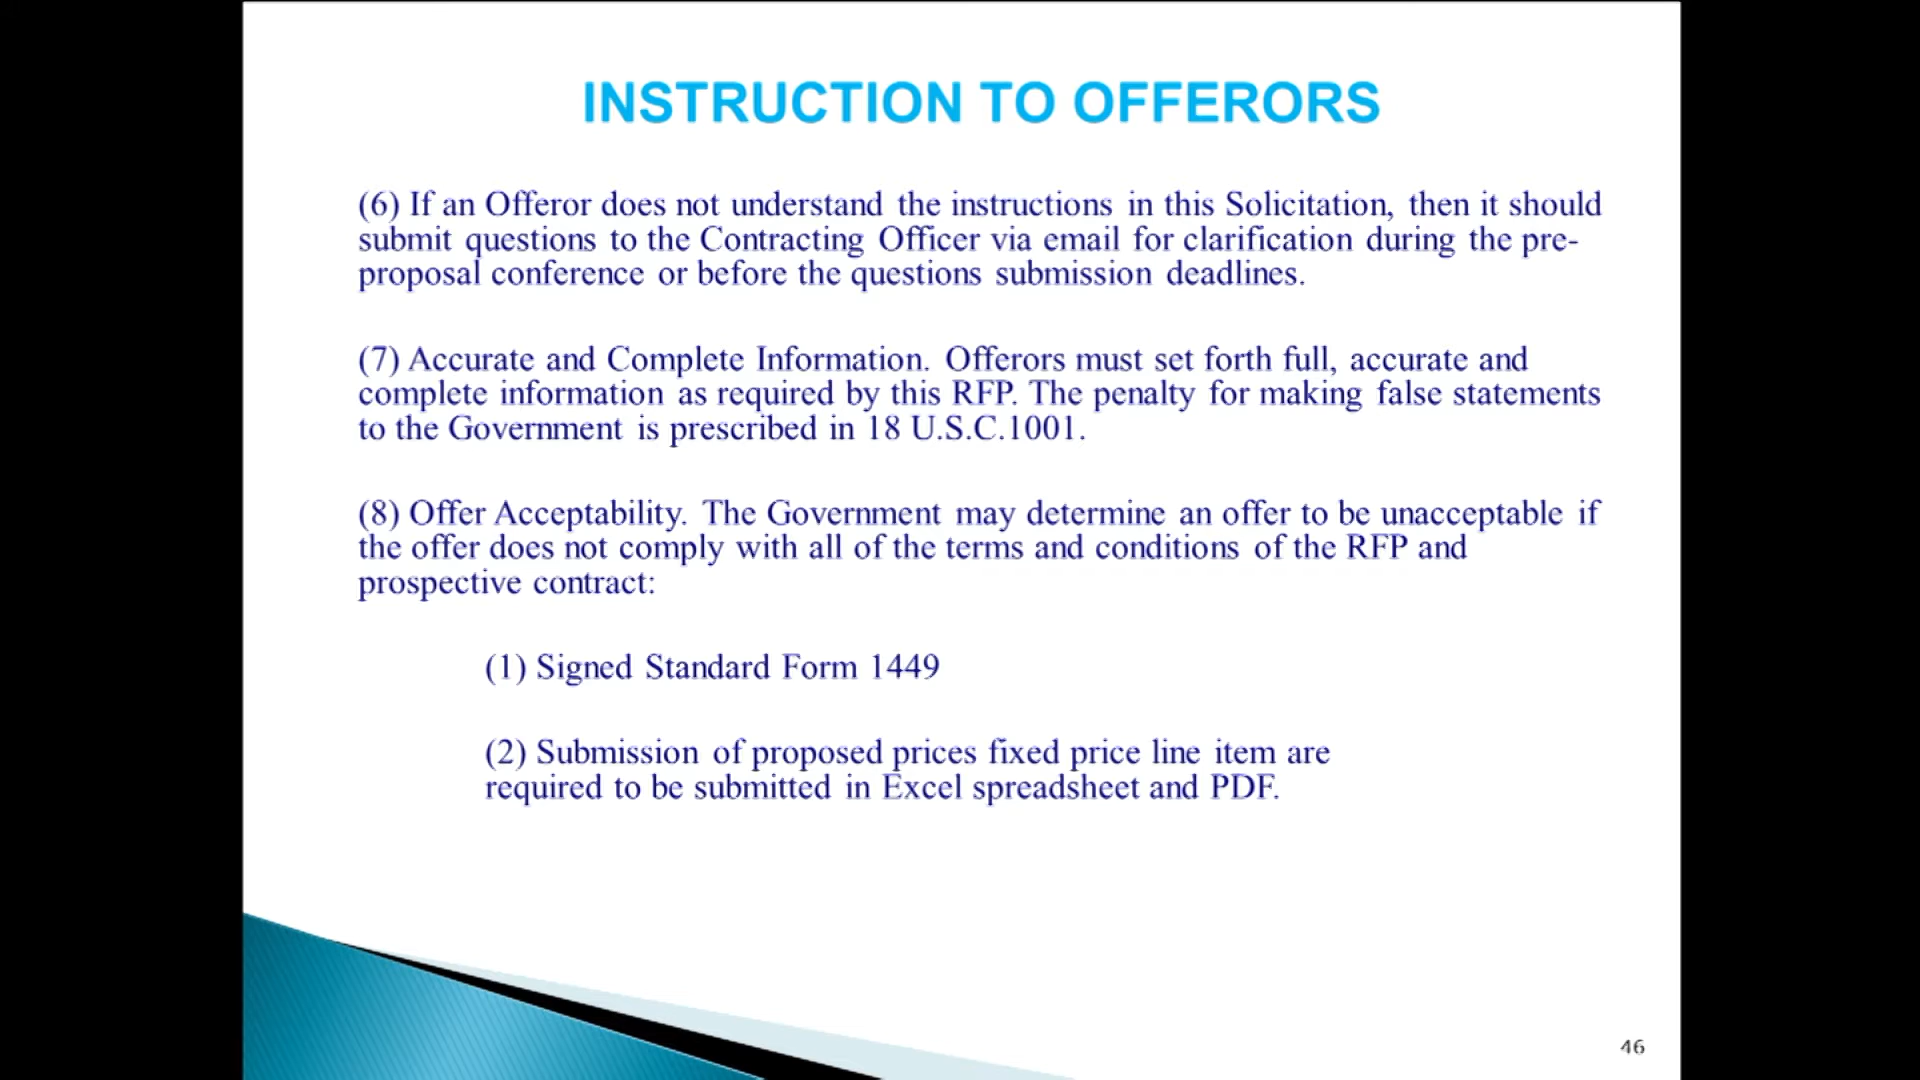 INSTRUCTION TO OFFERORS
(6) If an Offeror does not understand the instructions in this Solicitation, then it should
submit questions to the Contracting Officer via email for clarification during the pre-
proposal conference or before the questions submission deadlines.
(7) Accurate and Complete Information. Offerors must set forth full, accurate and
complete information as required by this RFP. The penalty for making false statements
to the Government is prescribed in 18 U.S.C.1001.
(8) Offer Acceptability. The Government may determine an offer to be unacceptable if
the offer does not comply with all of the terms and conditions of the RFP and
prospective contract:
(1) Signed Standard Form 1449
(2) Submission of proposed prices fixed price line item are
required to be submitted in Excel spreadsheet and PDF.
46